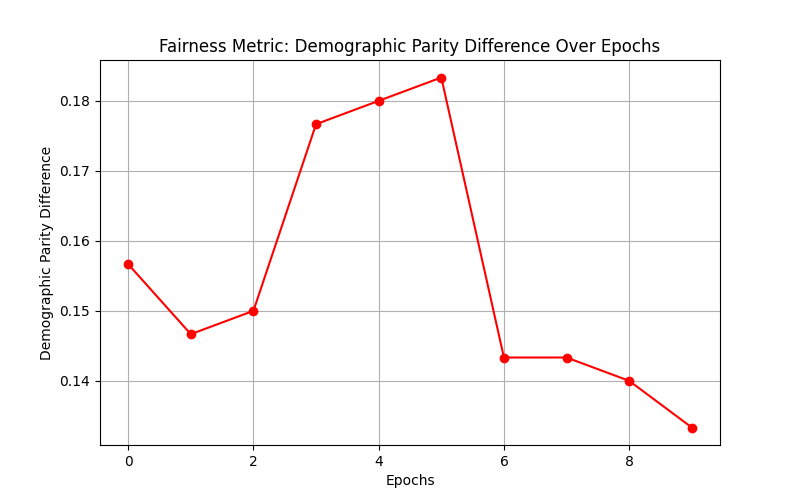 Fairness Metric: Demographic Parity Difference Over Epochs
Demographic Parity Difference
0.18
0.17
0.16
0.15
0.14
0 2 4 6 8
Epochs